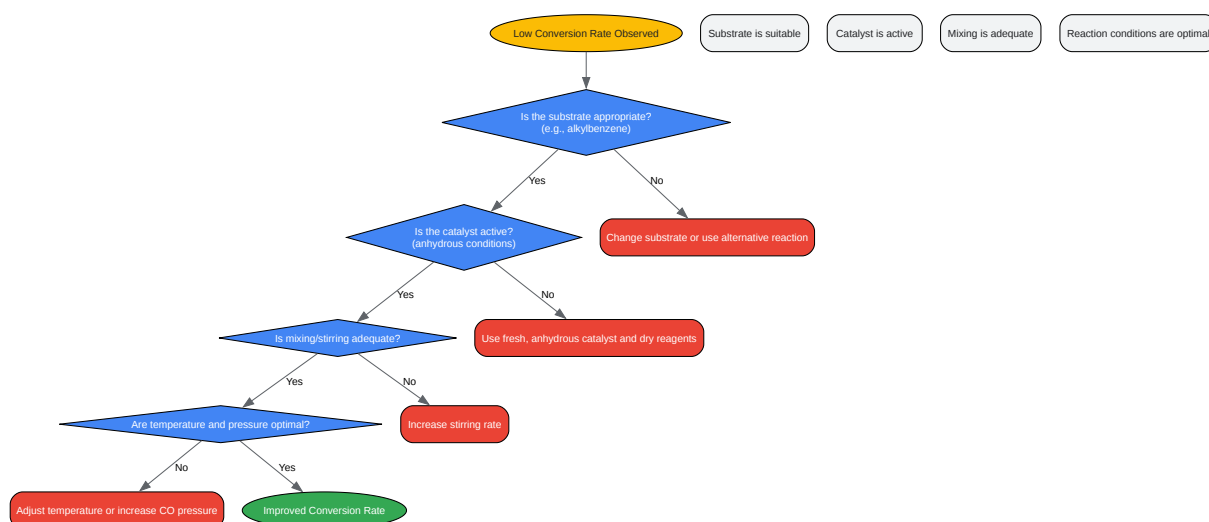 Low Conversion Rate Observed
Substrate is suitable
Catalyst is active
Mixing is adequate
Reaction conditions are optimal
Is the substrate appropriate?
(e.g., alkylbenzene)
Yes
No
Is the catalyst active?
(anhydrous conditions)
Change substrate or use alternative reaction
Yes
No
Is mixing/stirring adequate?
Use fresh, anhydrous catalyst and dry reagents
Yes
No
Are temperature and pressure optimal?
Increase stirring rate
No
Yes
Adjust temperature or increase CO pressure
Improved Conversion Rate